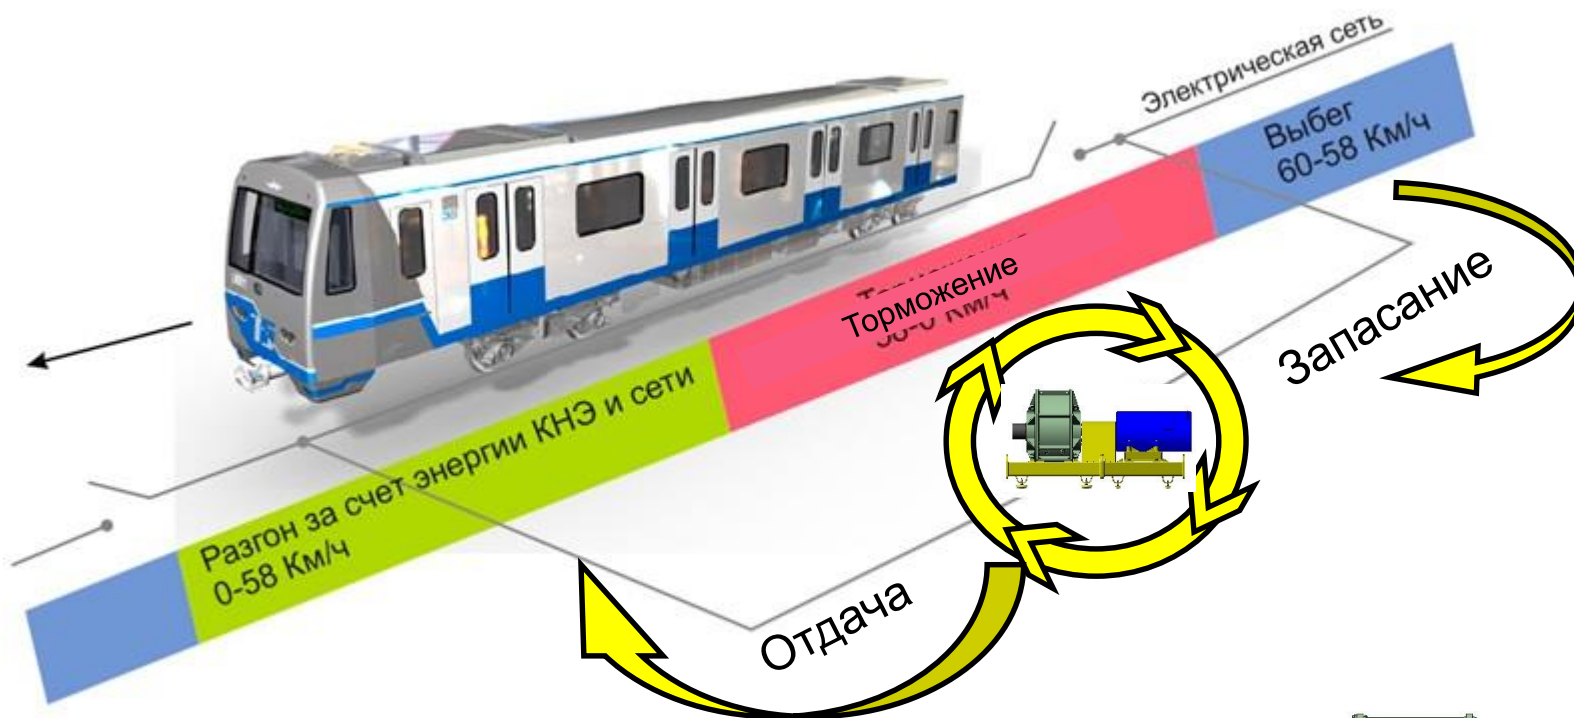 Электрическая сеть
Выбег
60-58 Км/ч
Торможение
Запасание
Разгон за счет энергии КНЭ и сети
0-58 Км/ч
Отдача